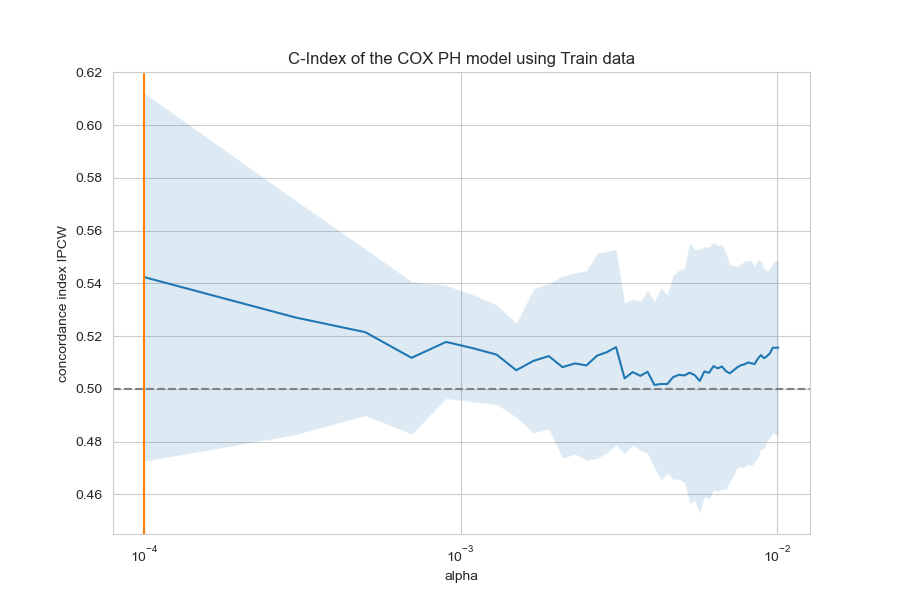 C-Index of the COX PH model using Train data
0.62
0.60
0.58
0.56
0.54
0.52
0.50
0.48
0.46
concordance index IPCW
10⁻⁴ 10⁻³ 10⁻²
alpha